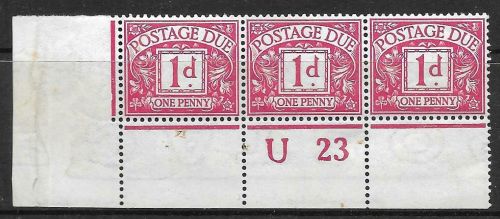 POSTAGE DUE POSTAGE DUE POSTAGE DUE
1d 1d 1d
ONE PENNY ONE PENNY ONE PENNY
U 23